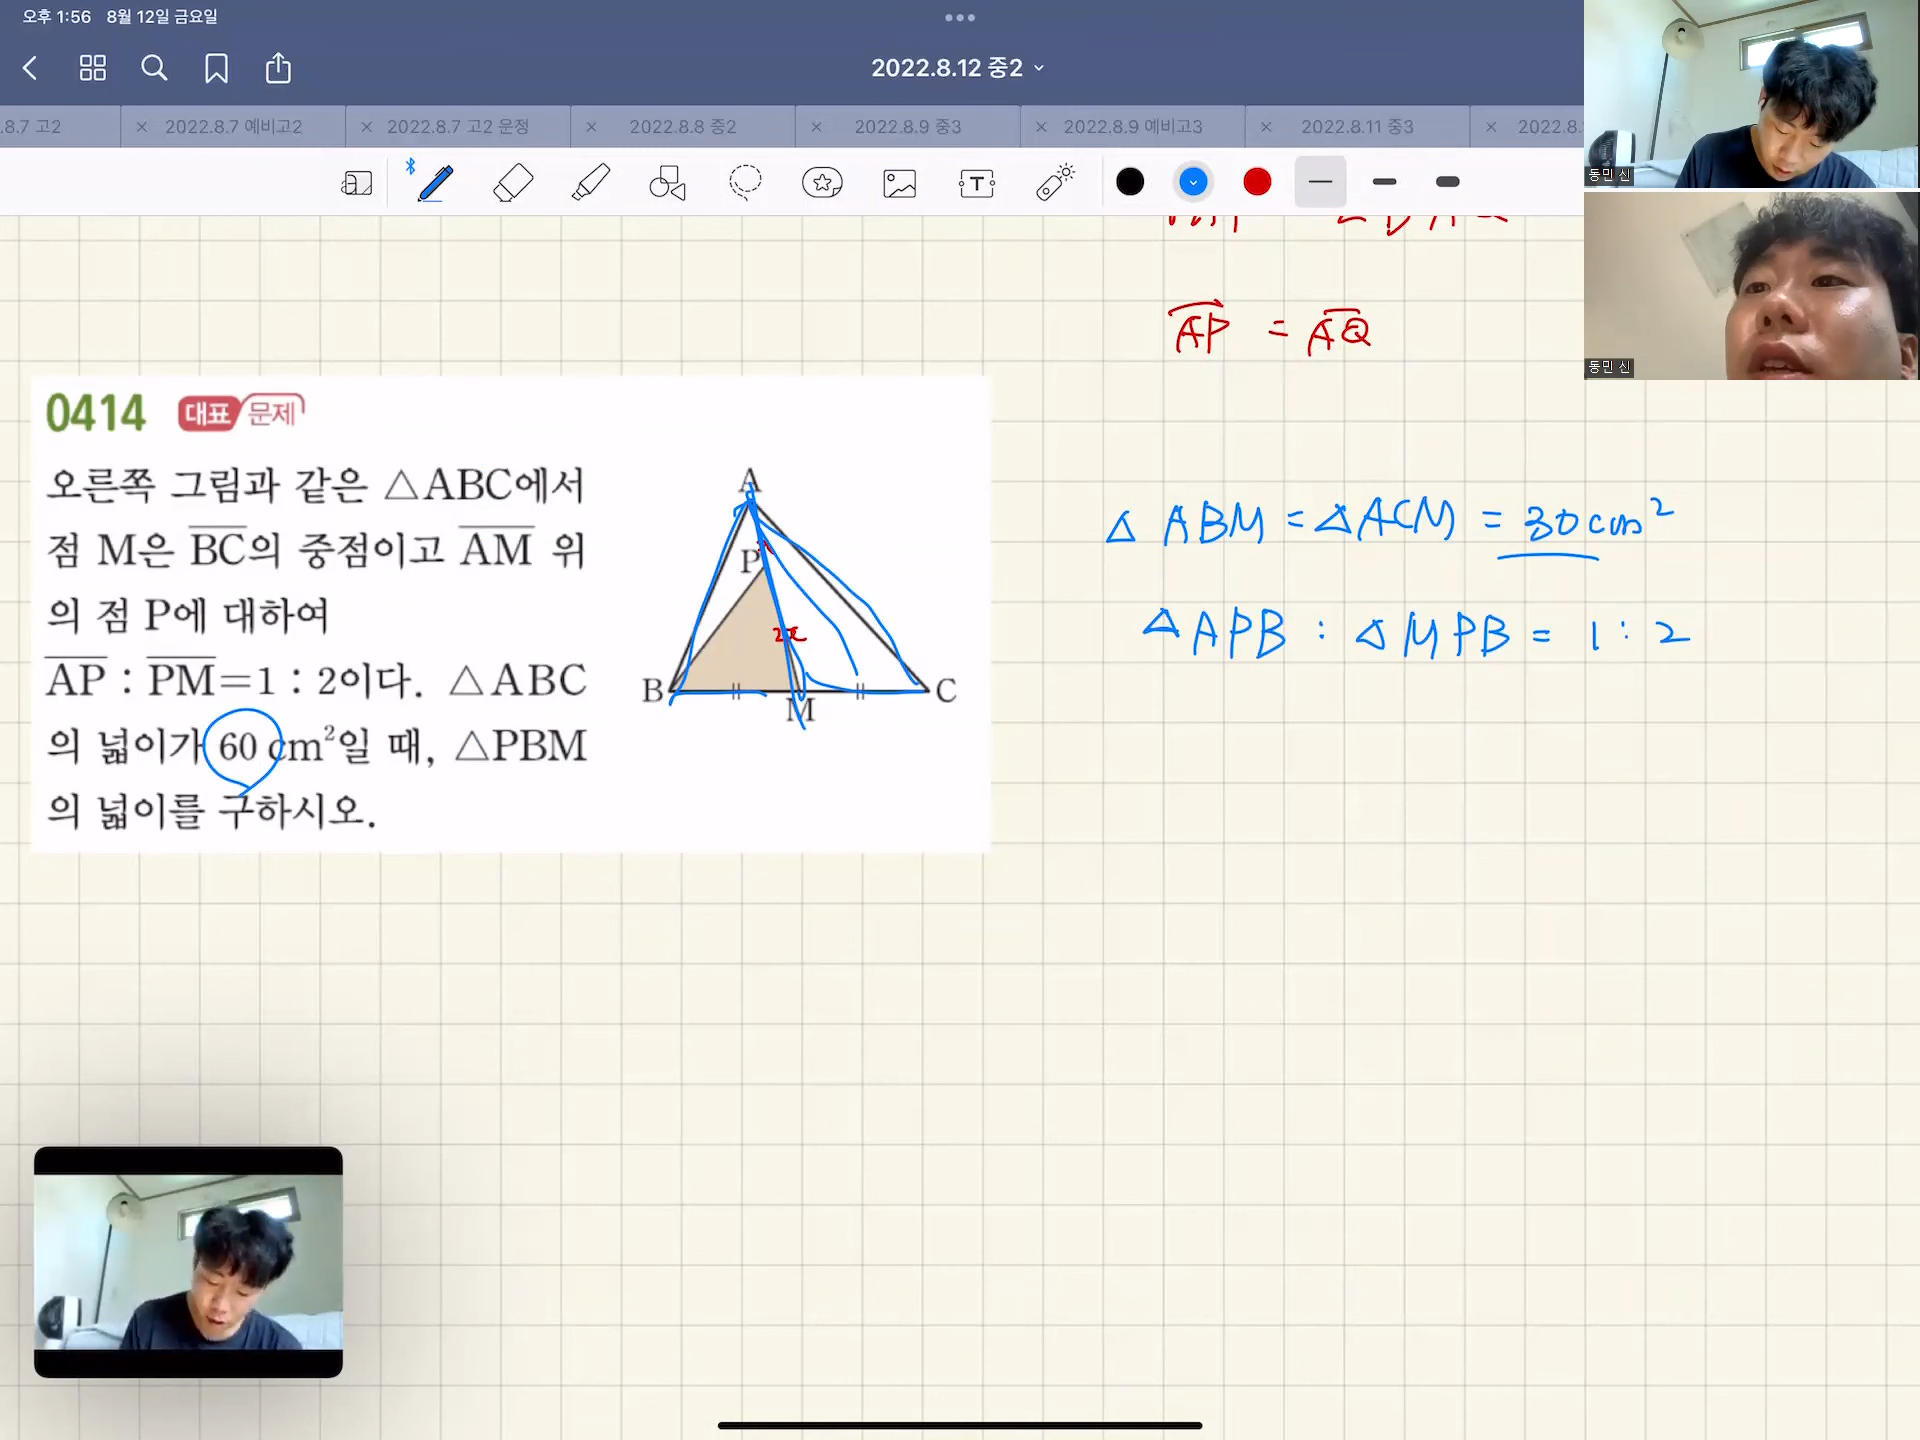 오후 1:56 8월 12일 금요일
2022.8.12 중2
.8.7 고2
2022.8.7 예비고2
2022.8.7 고2 운정
2022.8.8 중2
2022.8.9 중3
2022.8.9 예비고3
2022.8.11 중3
2022.8.
동민 신
동민 신
AP = AQ
0414 대표 문제
오른쪽 그림과 같은 △ABC에서
점 M은 BC의 중점이고 AM 위
의 점 P에 대하여
AP : PM=1 : 2이다. △ABC
의 넓이가 60 cm²일 때, △PBM
의 넓이를 구하시오.
A
P
x
2x
B
M
C
△ABM = △ACM = 30cm²
△APB : △MPB = 1 : 2